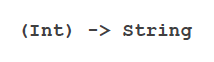 (Int) -> String